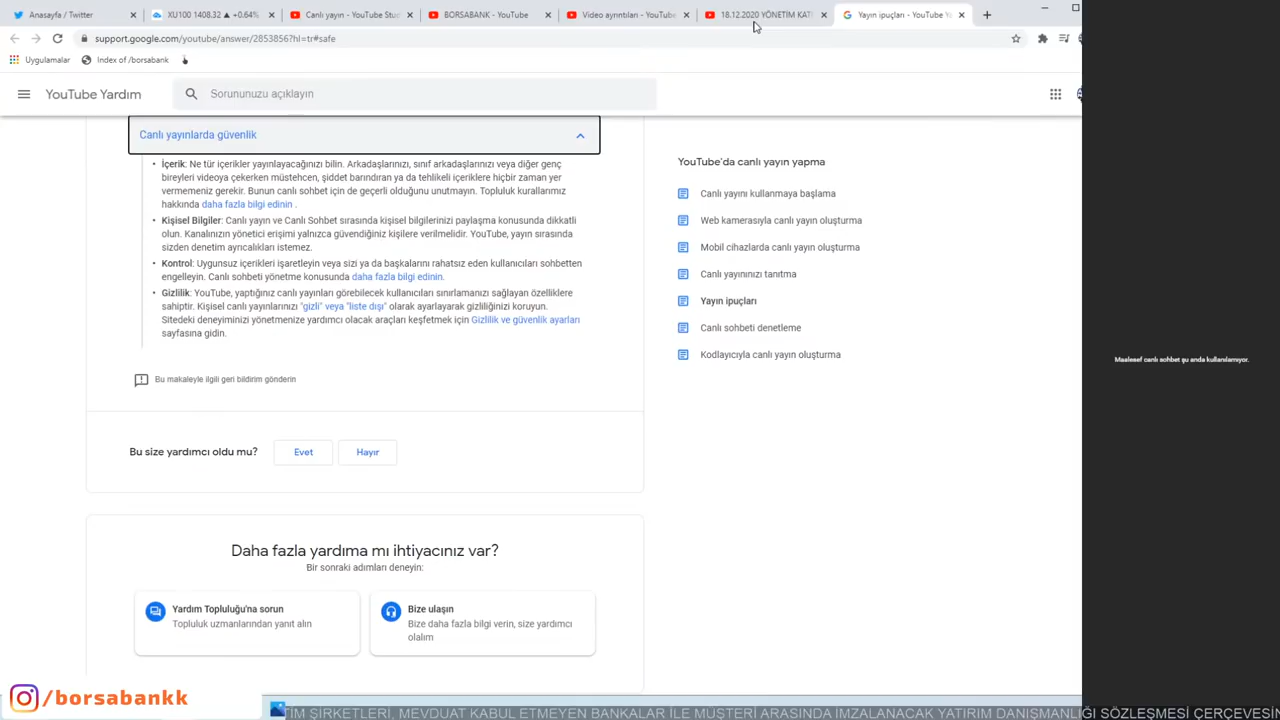 Anasayfa / Twitter
XU100 1408.32 ▲ +0.64%
Canlı yayın - YouTube Stu
BORSABANK - YouTube
Video ayrıntıları - YouTube
18.12.2020 YÖNETİM KATI
Yayın ipuçları - YouTube Y
support.google.com/youtube/answer/2853856?hl=tr#safe
Uygulamalar
Index of /borsabank
YouTube Yardım
Sorununuzu açıklayın
Canlı yayınlarda güvenlik
• İçerik: Ne tür içerikler yayınlayacağınızı bilin. Arkadaşlarınızı, sınıf arkadaşlarınızı veya diğer genç
bireyleri videoya çekerken müstehcen, şiddet barındıran ya da tehlikeli içeriklere hiçbir zaman yer
vermemeniz gerekir. Bunun canlı sohbet için de geçerli olduğunu unutmayın. Topluluk kurallarımız
hakkında daha fazla bilgi edinin .
• Kişisel Bilgiler: Canlı yayın ve Canlı Sohbet sırasında kişisel bilgilerinizi paylaşma konusunda dikkatli
olun. Kanalınızın yönetici erişimi yalnızca güvendiğiniz kişilere verilmelidir. YouTube, yayın sırasında
sizden denetim ayrıcalıkları istemez.
• Kontrol: Uygunsuz içerikleri işaretleyin veya sizi ya da başkalarını rahatsız eden kullanıcıları sohbetten
engelleyin. Canlı sohbeti yönetme konusunda daha fazla bilgi edinin.
• Gizlilik: YouTube, yaptığınız canlı yayınları görebilecek kullanıcıları sınırlamanızı sağlayan özelliklere
sahiptir. Kişisel canlı yayınlarınızı "gizli" veya "liste dışı" olarak ayarlayarak gizliliğinizi koruyun.
Sitedeki deneyiminizi yönetmenize yardımcı olacak araçları keşfetmek için Gizlilik ve güvenlik ayarları
sayfasına gidin.
Bu makaleyle ilgili geri bildirim gönderin
Bu size yardımcı oldu mu?
Evet
Hayır
Daha fazla yardıma mı ihtiyacınız var?
Bir sonraki adımları deneyin:
Yardım Topluluğu'na sorun
Topluluk uzmanlarından yanıt alın
Bize ulaşın
Bize daha fazla bilgi verin, size yardımcı
olalım
YouTube'da canlı yayın yapma
Canlı yayını kullanmaya başlama
Web kamerasıyla canlı yayın oluşturma
Mobil cihazlarda canlı yayın oluşturma
Canlı yayınınızı tanıtma
Yayın ipuçları
Canlı sohbeti denetleme
Kodlayıcıyla canlı yayın oluşturma
Maalesef canlı sohbet şu anda kullanılamıyor.
/borsabankk
TIM ŞİRKETLERİ, MEVDUAT KABUL ETMEYEN BANKALAR İLE MÜŞTERİ ARASINDA İMZALANACAK YATIRIM DANIŞMANLIĞI SÖZLEŞMESİ ÇERÇEVESİN